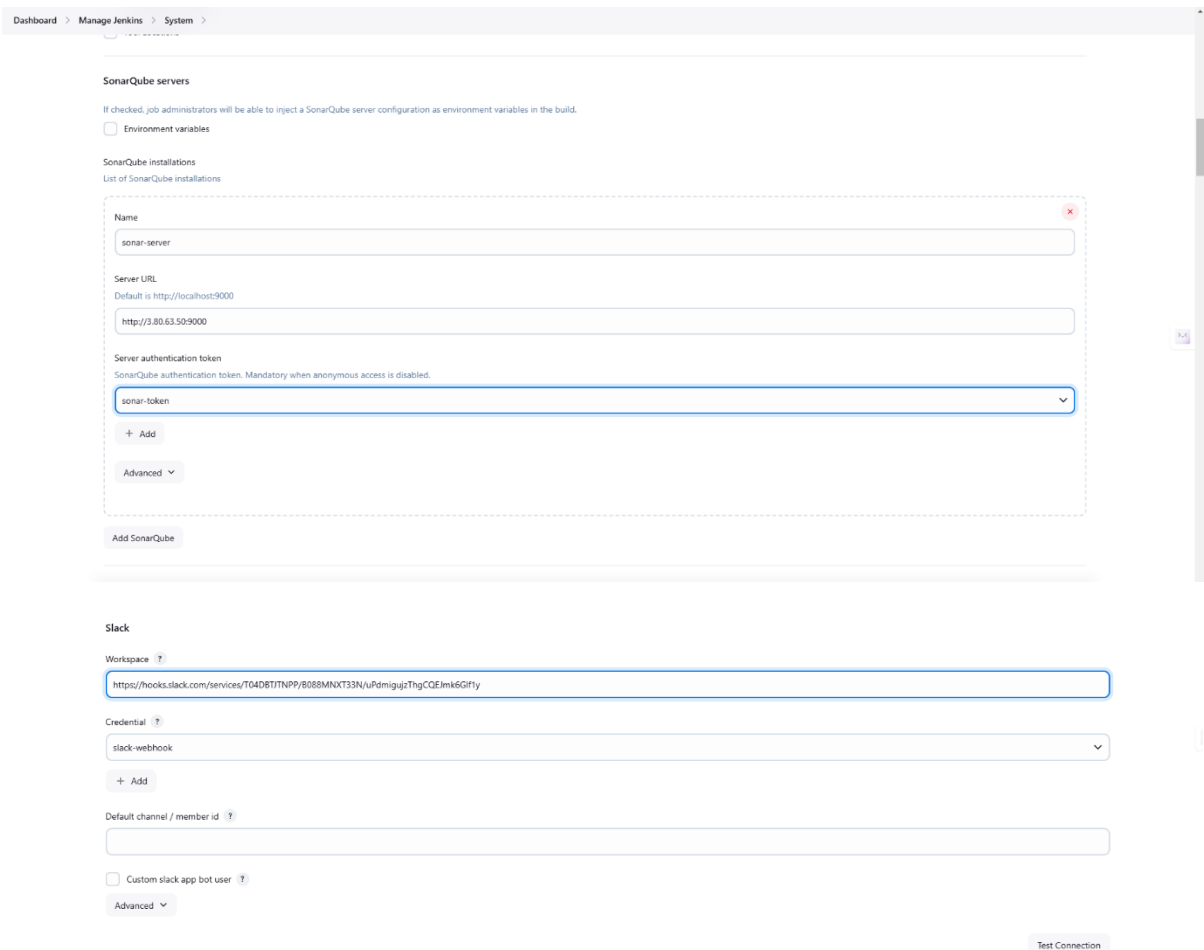 Dashboard > Manage Jenkins > System >
SonarQube servers
If checked, job administrators will be able to inject a SonarQube server configuration as environment variables in the build.
Environment variables
SonarQube installations
List of SonarQube installations
Name
sonar-server
Server URL
Default is http://localhost:9000
http://3.80.63.50:9000
Server authentication token
SonarQube authentication token. Mandatory when anonymous access is disabled.
sonar-token
+ Add
Advanced
Add SonarQube
Slack
Workspace ?
https://hooks.slack.com/services/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
Credential ?
slack-webhook
+ Add
Default channel / member id ?
Custom slack app bot user ?
Advanced
Test Connection